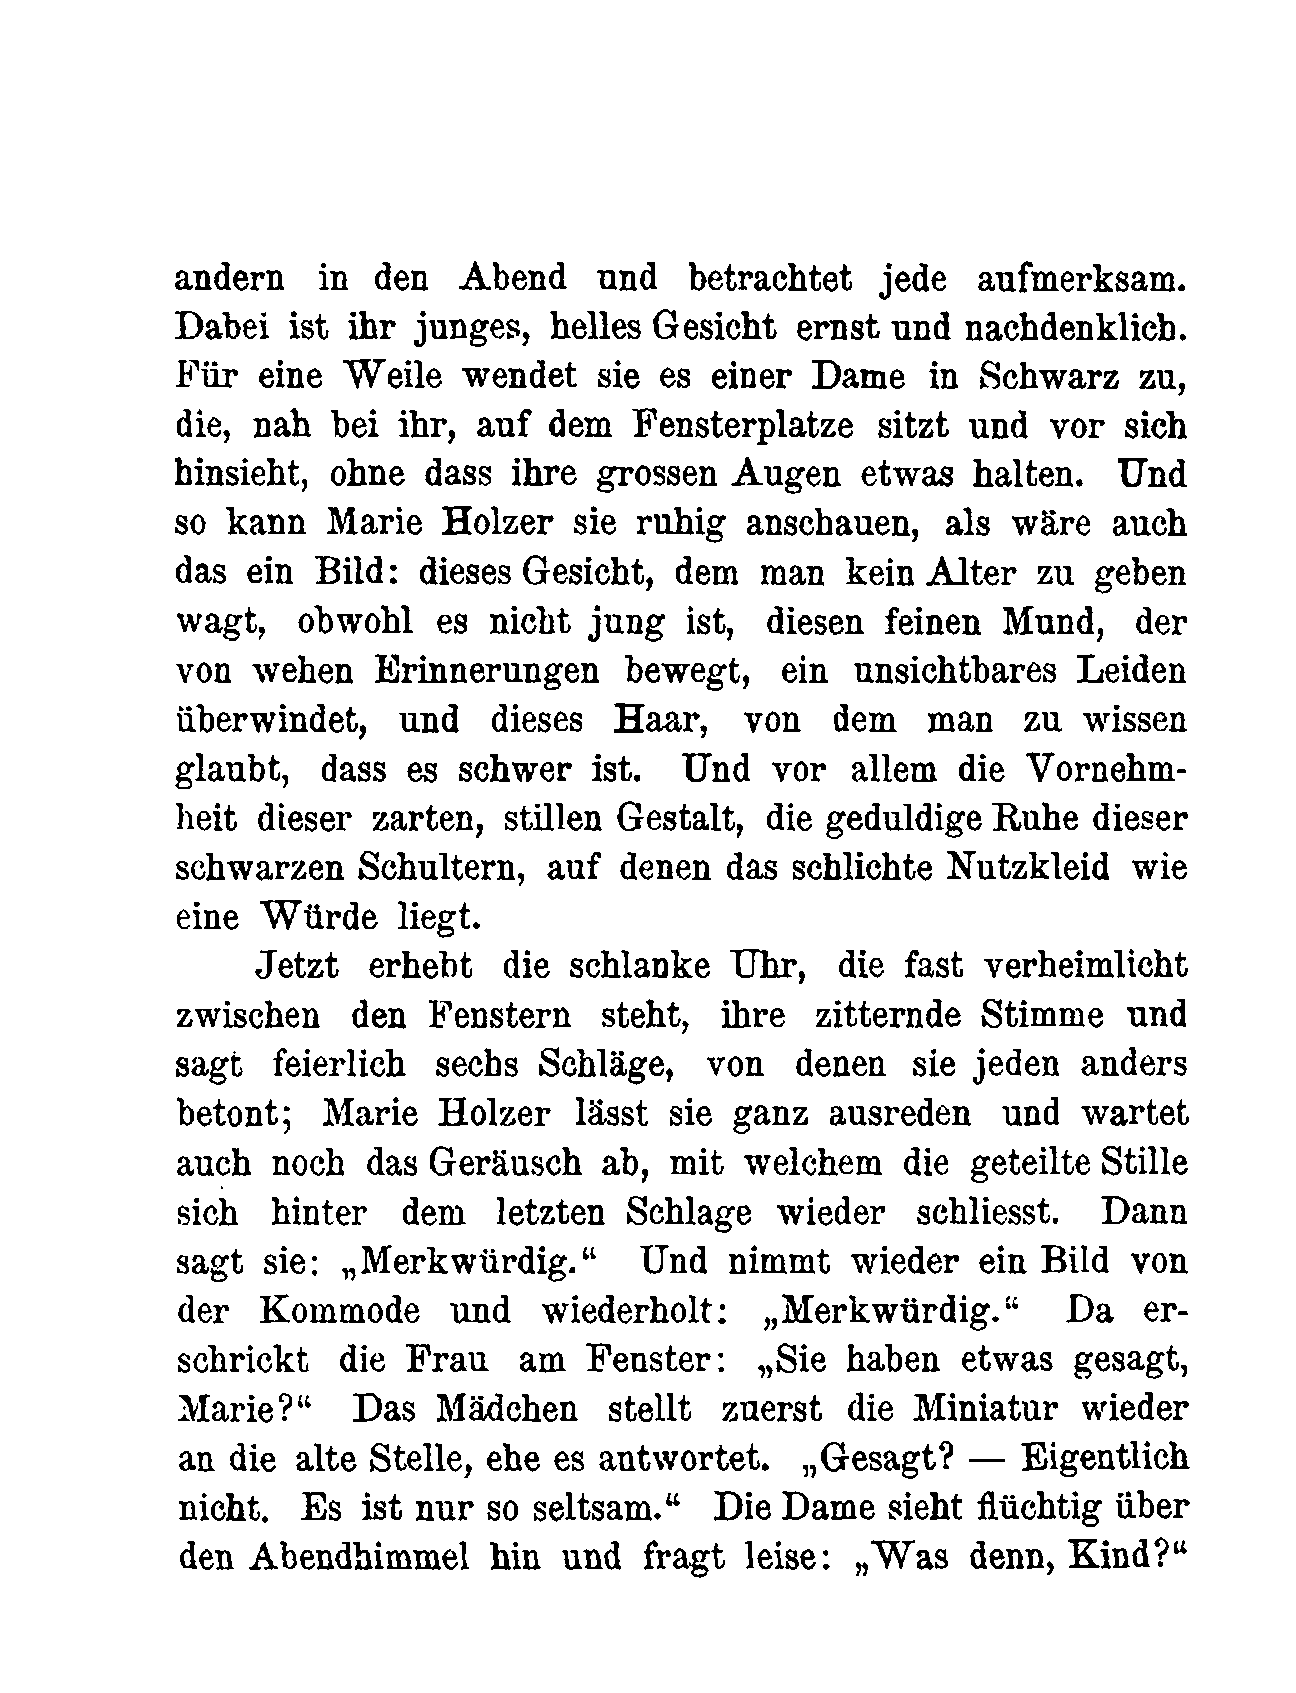 andern in den Abend und betrachtet jede aufmerksam.
Dabei ist ihr junges, helles Gesicht ernst und nachdenklich.
Für eine Weile wendet sie es einer Dame in Schwarz zu,
die, nah bei ihr, auf dem Fensterplatze sitzt und vor sich
hinsieht, ohne dass ihre grossen Augen etwas halten. Und
so kann Marie Holzer sie ruhig anschauen, als wäre auch
das ein Bild: dieses Gesicht, dem man kein Alter zu geben
wagt, obwohl es nicht jung ist, diesen feinen Mund, der
von wehen Erinnerungen bewegt, ein unsichtbares Leiden
überwindet, und dieses Haar, von dem man zu wissen
glaubt, dass es schwer ist. Und vor allem die Vornehm-
heit dieser zarten, stillen Gestalt, die geduldige Ruhe dieser
schwarzen Schultern, auf denen das schlichte Nutzkleid wie
eine Würde liegt.
Jetzt erhebt die schlanke Uhr, die fast verheimlicht
zwischen den Fenstern steht, ihre zitternde Stimme und
sagt feierlich sechs Schläge, von denen sie jeden anders
betont; Marie Holzer lässt sie ganz ausreden und wartet
auch noch das Geräusch ab, mit welchem die geteilte Stille
sich hinter dem letzten Schlage wieder schliesst. Dann
sagt sie: „Merkwürdig.“ Und nimmt wieder ein Bild von
der Kommode und wiederholt: „Merkwürdig.“ Da er-
schrickt die Frau am Fenster: „Sie haben etwas gesagt,
Marie?“ Das Mädchen stellt zuerst die Miniatur wieder
an die alte Stelle, ehe es antwortet. „Gesagt? — Eigentlich
nicht. Es ist nur so seltsam.“ Die Dame sieht flüchtig über
den Abendhimmel hin und fragt leise: „Was denn, Kind?“